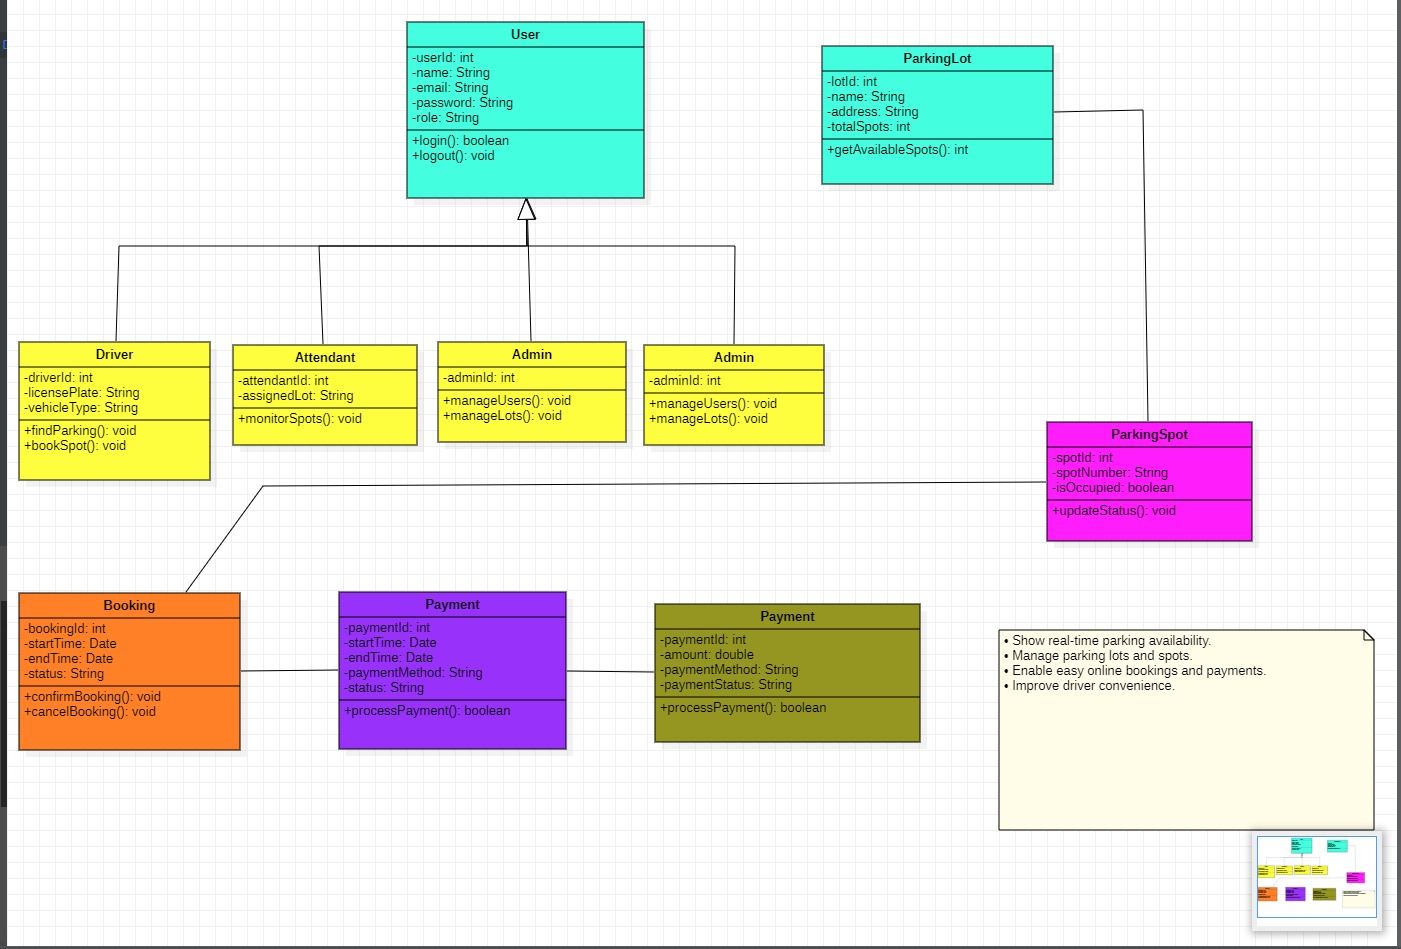 User
-userId: int
-name: String
-email: String
-password: String
-role: String
+login(): boolean
+logout(): void
ParkingLot
-lotId: int
-name: String
-address: String
-totalSpots: int
+getAvailableSpots(): int
Driver
-driverId: int
-licensePlate: String
-vehicleType: String
+findParking(): void
+bookSpot(): void
Attendant
-attendantId: int
-assignedLot: String
+monitorSpots(): void
Admin
-adminId: int
+manageUsers(): void
+manageLots(): void
Admin
-adminId: int
+manageUsers(): void
+manageLots(): void
ParkingSpot
-spotId: int
-spotNumber: String
-isOccupied: boolean
+updateStatus(): void
Booking
-bookingId: int
-startTime: Date
-endTime: Date
-status: String
+confirmBooking(): void
+cancelBooking(): void
Payment
-paymentId: int
-startTime: Date
-endTime: Date
-paymentMethod: String
-status: String
+processPayment(): boolean
Payment
-paymentId: int
-amount: double
-paymentMethod: String
-paymentStatus: String
+processPayment(): boolean
• Show real-time parking availability.
• Manage parking lots and spots.
• Enable easy online bookings and payments.
• Improve driver convenience.